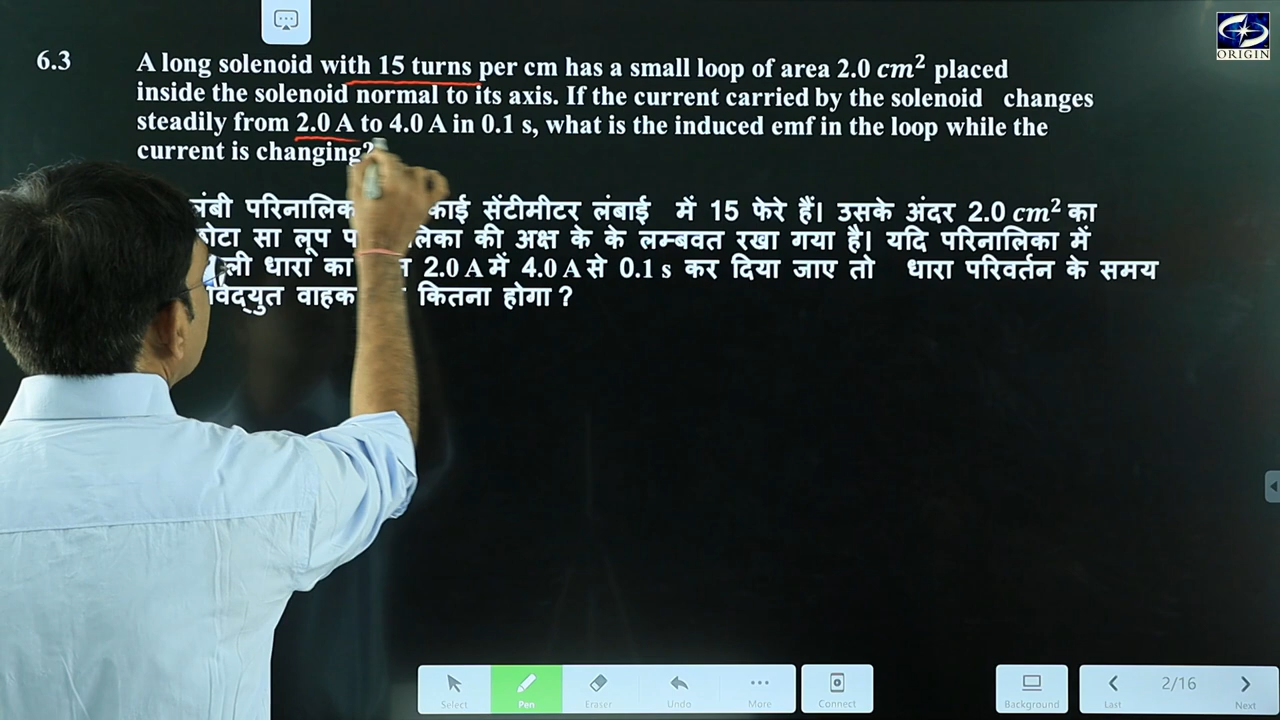 ORIGIN
6.3 A long solenoid with 15 turns per cm has a small loop of area 2.0 cm² placed
inside the solenoid normal to its axis. If the current carried by the solenoid changes
steadily from 2.0 A to 4.0 A in 0.1 s, what is the induced emf in the loop while the
current is changing?
लंबी परिनालिक काई सेंटीमीटर लंबाई में 15 फेरे हैं। उसके अंदर 2.0 cm² का
सा लूप लिका की अक्ष के के लम्बवत रखा गया है। यदि परिनालिका में
धारा का 2.0 A में 4.0 A से 0.1 s कर दिया जाए तो धारा परिवर्तन के समय
वाहक कितना होगा ?
Select Pen Eraser Undo More Connect Background Last 2/16 Next